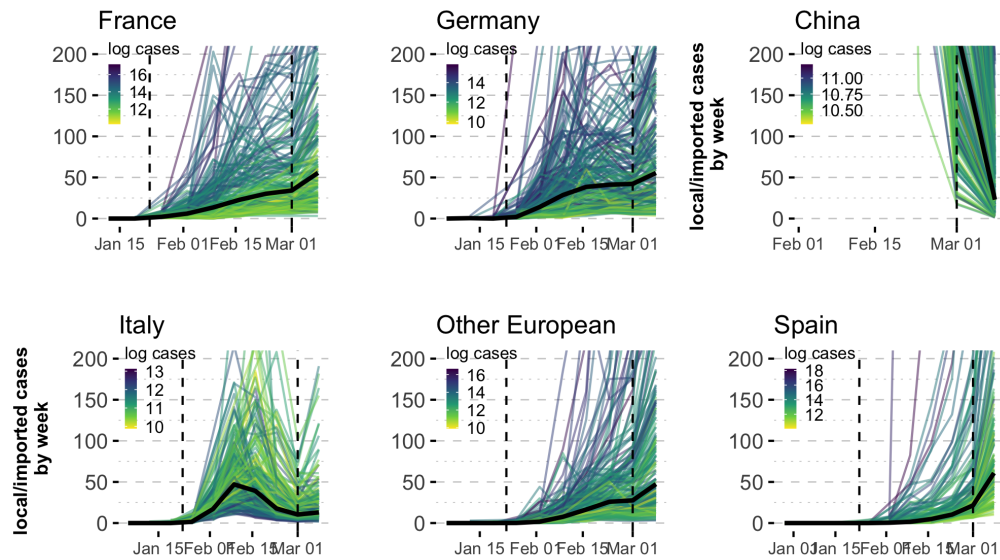 France
Germany
China
log cases
16
14
12
200
150
100
50
0
Jan 15
Feb 01
Feb 15
Mar 01
log cases
14
12
10
200
150
100
50
0
Jan 15
Feb 01
Feb 15
Mar 01
local/imported cases
by week
log cases
11.00
10.75
10.50
200
150
100
50
0
Feb 01
Feb 15
Mar 01
Italy
Other European
Spain
local/imported cases
by week
log cases
13
12
11
10
200
150
100
50
0
Jan 15
Feb 01
Feb 15
Mar 01
log cases
16
14
12
10
200
150
100
50
0
Jan 15
Feb 01
Feb 15
Mar 01
log cases
18
16
14
12
200
150
100
50
0
Jan 01
Jan 15
Feb 01
Feb 15
Mar 01